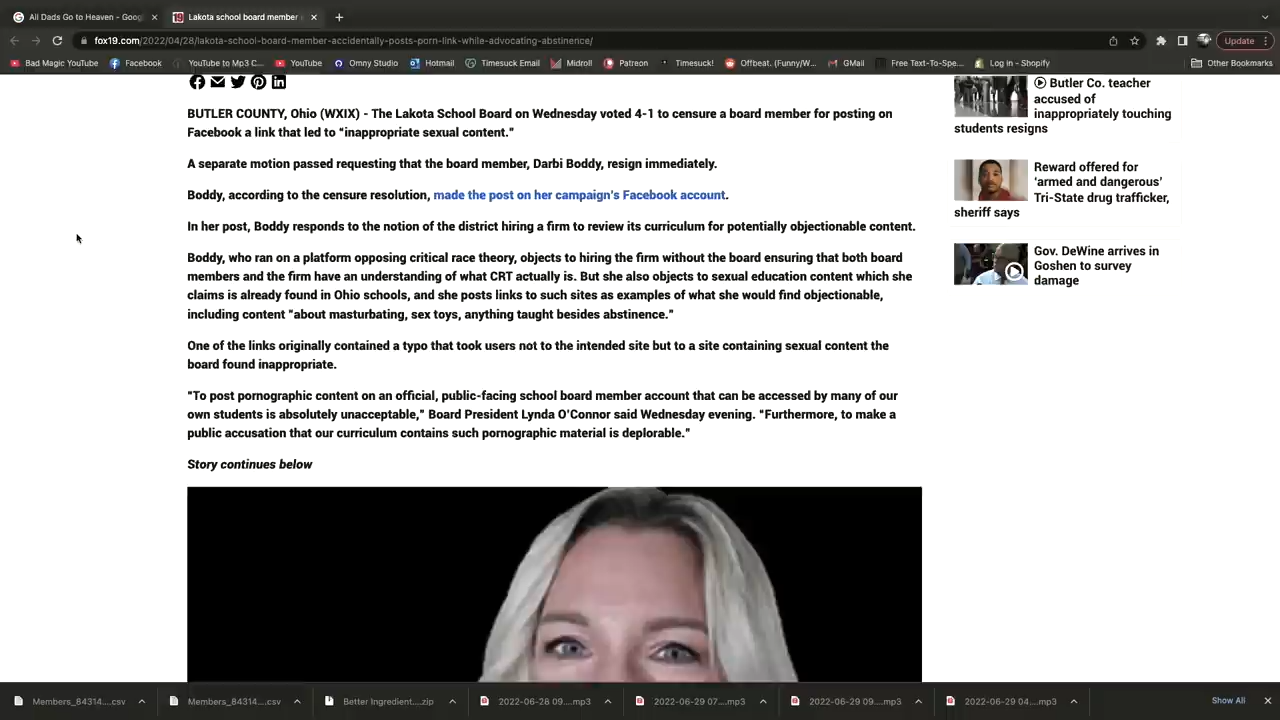 All Dads Go to Heaven - Goog
Lakota school board member
fox19.com/2022/04/28/lakota-school-board-member-accidentally-posts-porn-link-while-advocating-abstinence/
Update
Bad Magic YouTube
Facebook
YouTube to Mp3 C...
YouTube
Omny Studio
Hotmail
Timesuck Email
Midroll
Patreon
Timesuck!
Offbeat. (Funny/W...
GMail
Free Text-To-Spe...
Log in - Shopify
Other Bookmarks
BUTLER COUNTY, Ohio (WXIX) - The Lakota School Board on Wednesday voted 4-1 to censure a board member for posting on
Facebook a link that led to “inappropriate sexual content.”
A separate motion passed requesting that the board member, Darbi Boddy, resign immediately.
Boddy, according to the censure resolution, made the post on her campaign’s Facebook account.
In her post, Boddy responds to the notion of the district hiring a firm to review its curriculum for potentially objectionable content.
Boddy, who ran on a platform opposing critical race theory, objects to hiring the firm without the board ensuring that both board
members and the firm have an understanding of what CRT actually is. But she also objects to sexual education content which she
claims is already found in Ohio schools, and she posts links to such sites as examples of what she would find objectionable,
including content “about masturbating, sex toys, anything taught besides abstinence.”
One of the links originally contained a typo that took users not to the intended site but to a site containing sexual content the
board found inappropriate.
“To post pornographic content on an official, public-facing school board member account that can be accessed by many of our
own students is absolutely unacceptable,” Board President Lynda O’Connor said Wednesday evening. “Furthermore, to make a
public accusation that our curriculum contains such pornographic material is deplorable.”
Story continues below
Butler Co. teacher
accused of
inappropriately touching
students resigns
Reward offered for
‘armed and dangerous’
Tri-State drug trafficker,
sheriff says
Gov. DeWine arrives in
Goshen to survey
damage
Members_84314....csv
Members_84314....csv
Better Ingredient....zip
2022-06-28 09....mp3
2022-06-29 07....mp3
2022-06-29 09....mp3
2022-06-29 04....mp3
Show All